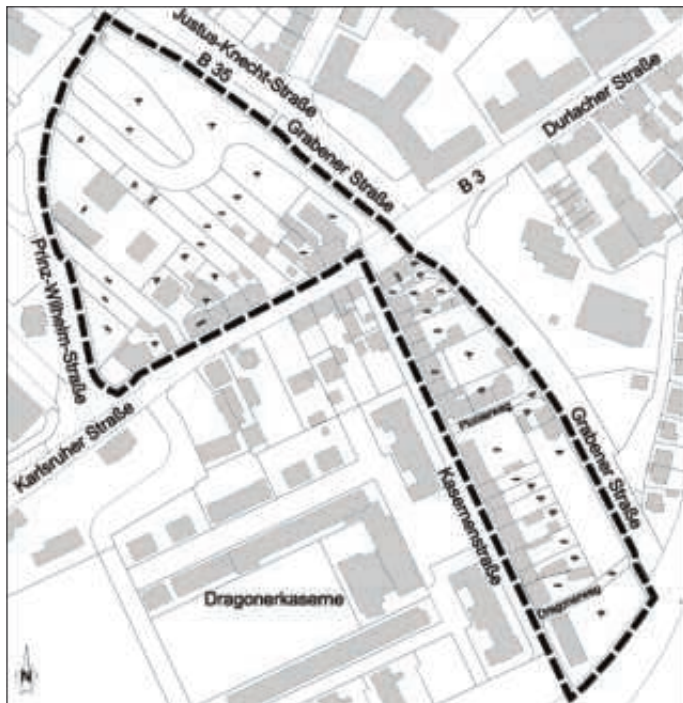 Justus-Knecht-Straße
B 35
Grabener Straße
Durlacher Straße
B 3
Prinz-Wilhelm-Straße
Karlsruher Straße
Grabener Straße
Kasernenstraße
Dragonerkaserne
Dragonerweg
N